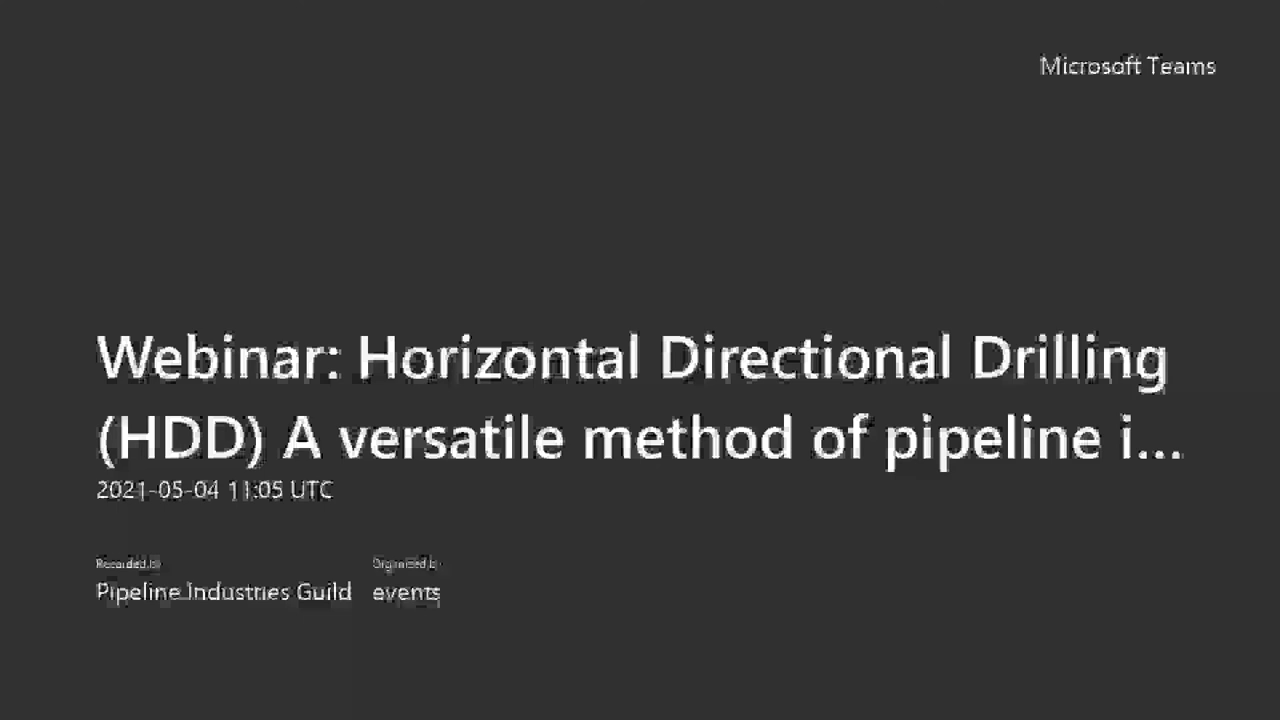 Microsoft Teams
Webinar: Horizontal Directional Drilling
(HDD) A versatile method of pipeline i...
2021-05-04 11:05 UTC
Recorded by Organized by
Pipeline Industries Guild events